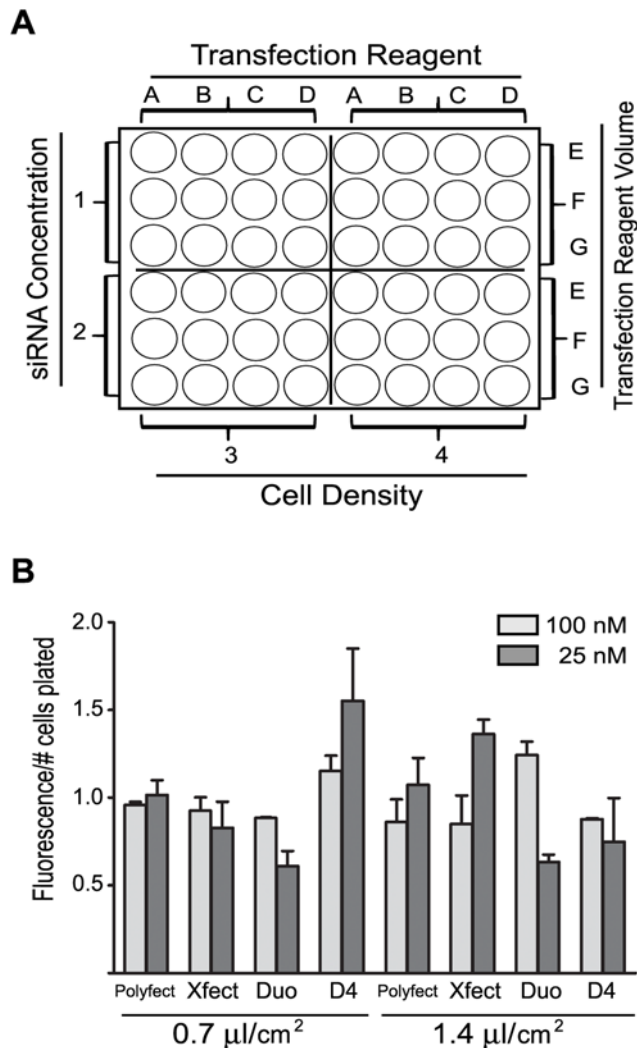 A
Transfection Reagent
A B C D A B C D
siRNA Concentration
1
2
E
F
G
E
F
G
Transfection Reagent Volume
3 4
Cell Density
B
Fluorescence/# cells plated
2.0
1.5
1.0
0.5
100 nM
25 nM
Polyfect Xfect Duo D4 Polyfect Xfect Duo D4
0.7 µl/cm² 1.4 µl/cm²